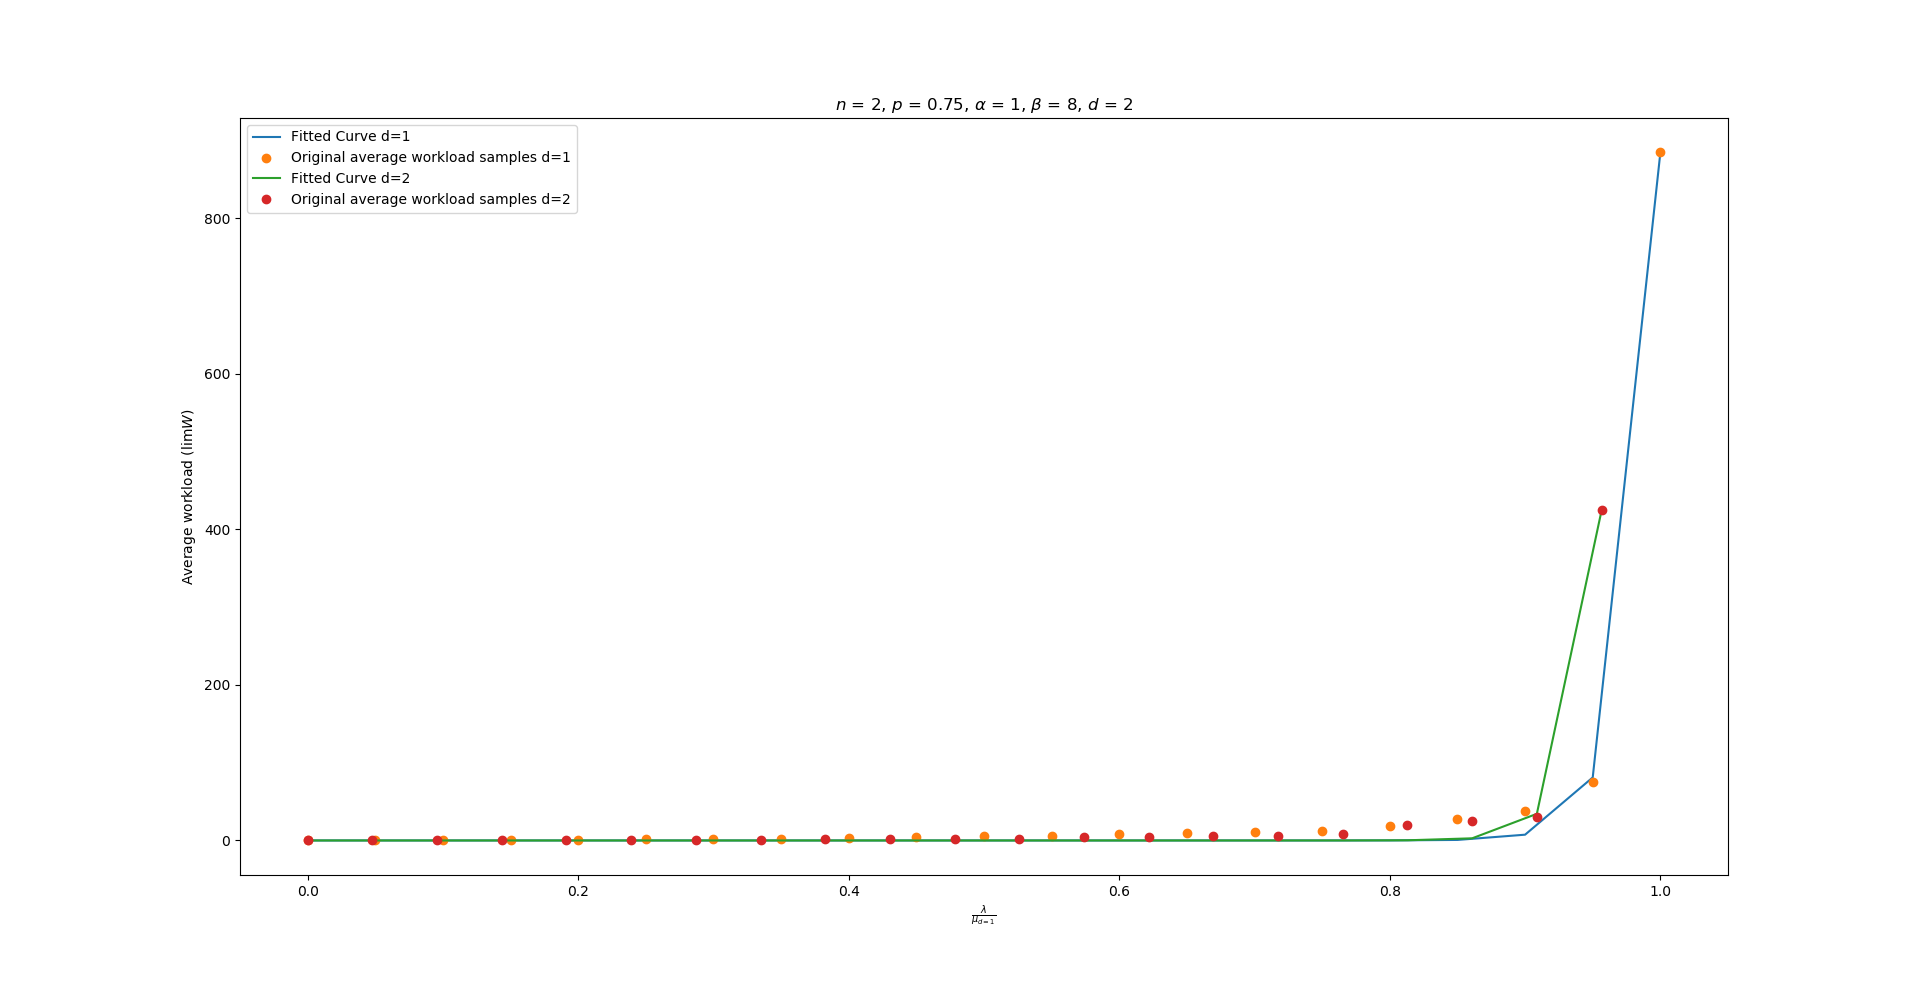 n = 2, p = 0.75, α = 1, β = 8, d = 2
Fitted Curve d=1
Original average workload samples d=1
Fitted Curve d=2
Original average workload samples d=2
800
600
400
200
0
Average workload (limW)
0.0 0.2 0.4 0.6 0.8 1.0
λ
μd=1